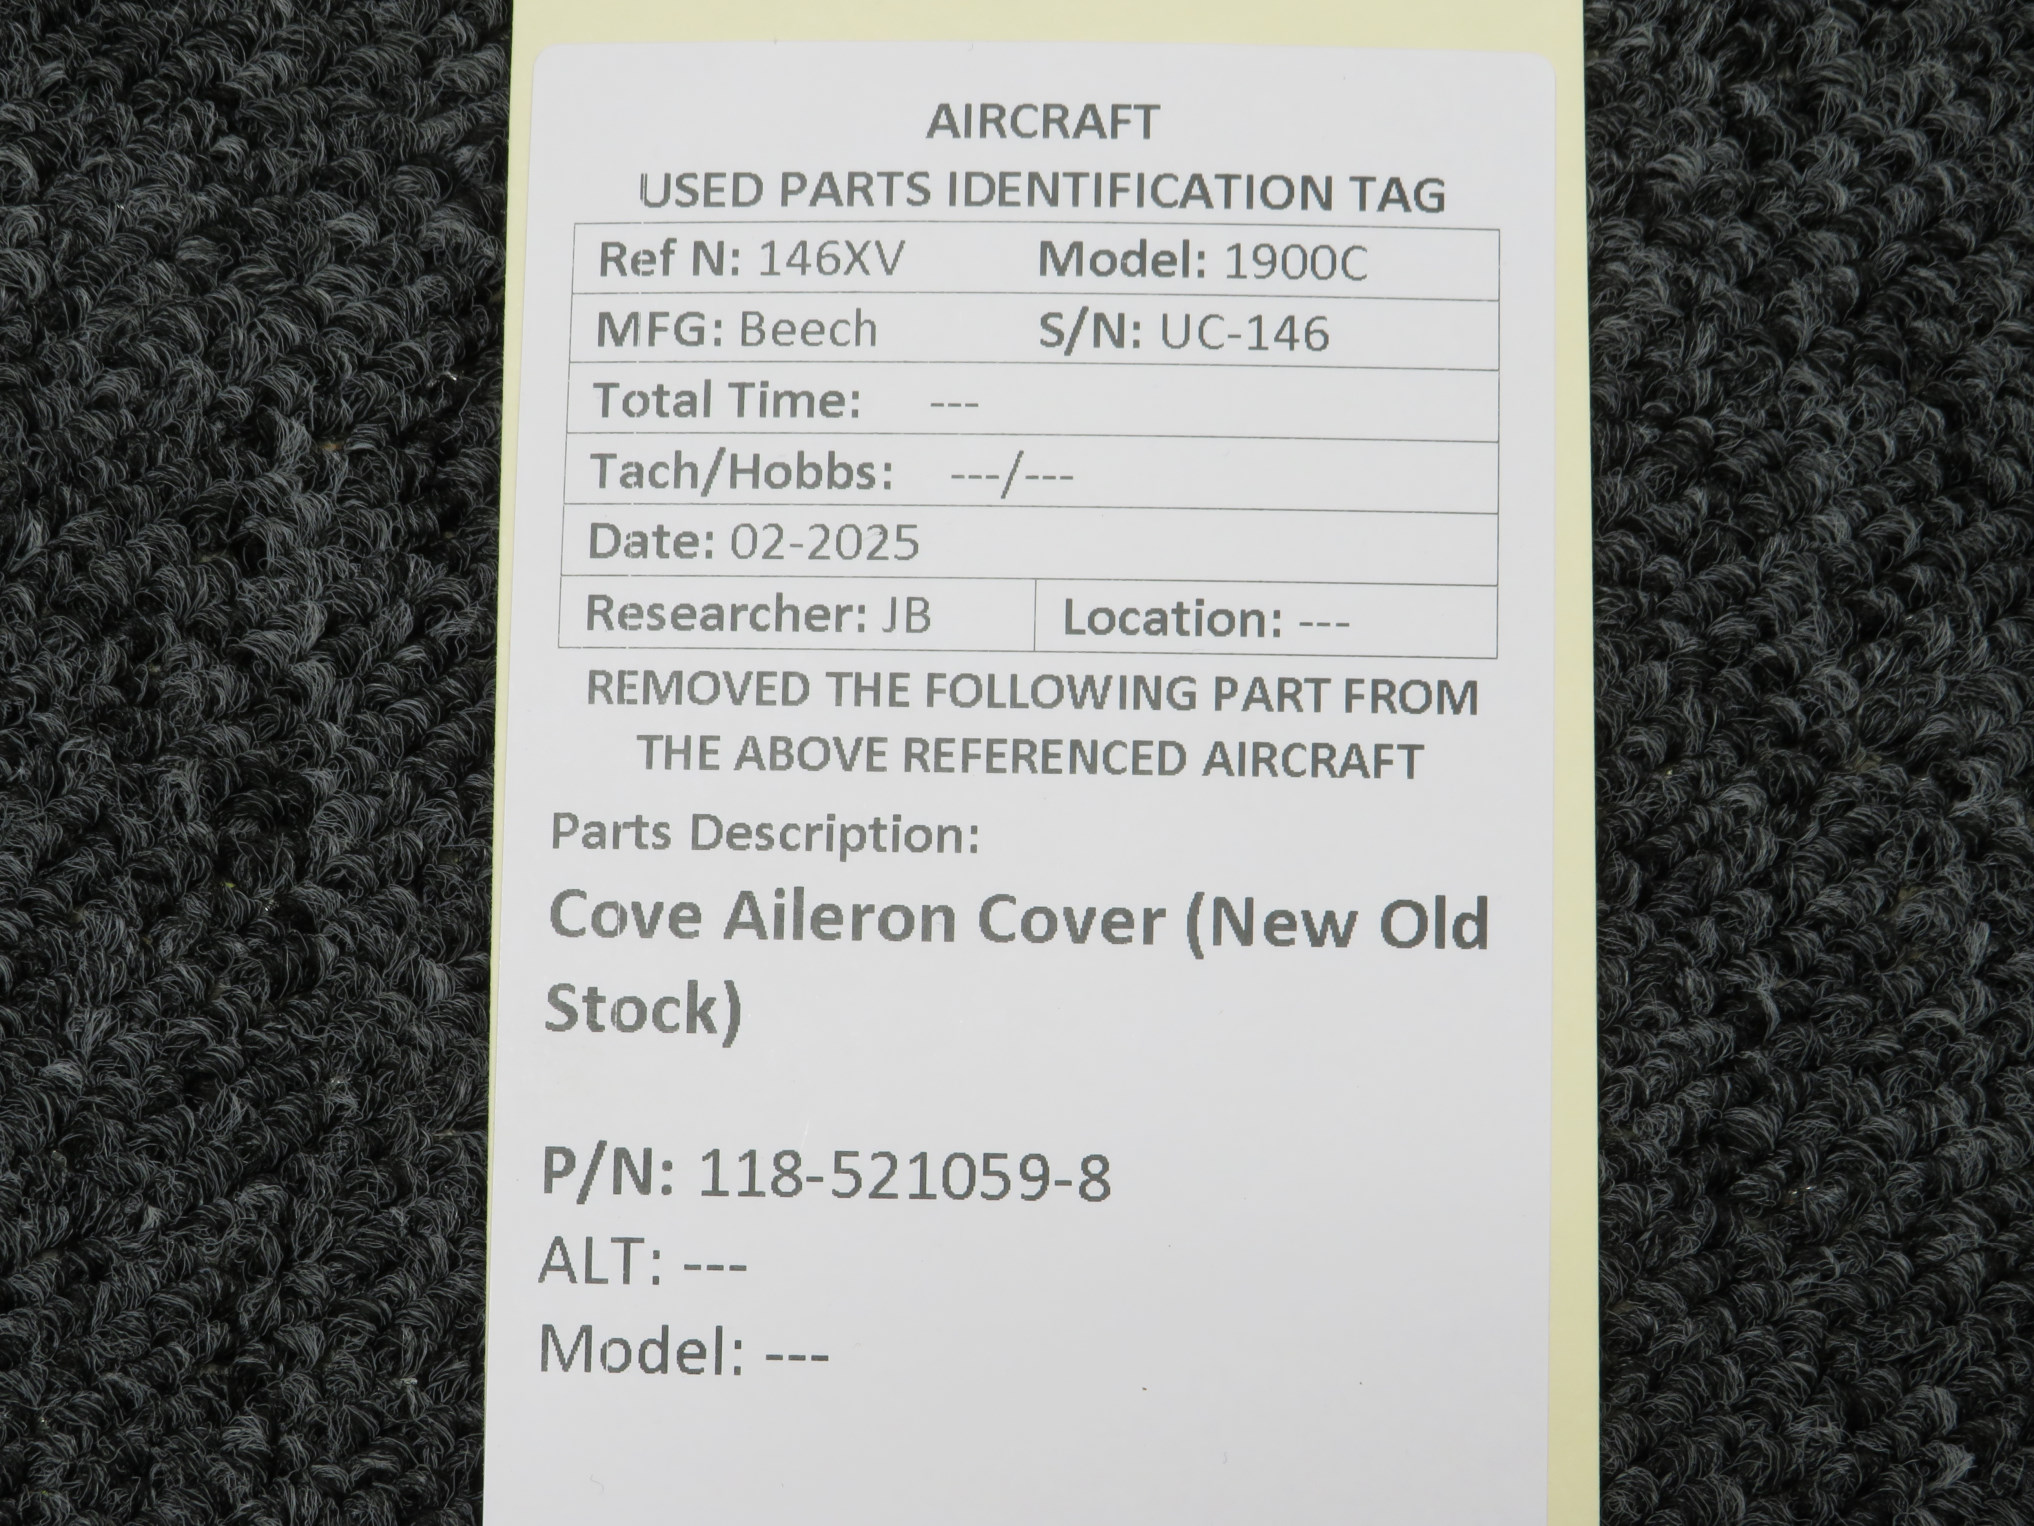 AIRCRAFT
USED PARTS IDENTIFICATION TAG
Ref N: 146XV Model: 1900C
MFG: Beech S/N: UC-146
Total Time: ---
Tach/Hobbs: ---/---
Date: 02-2025
Researcher: JB Location: ---
REMOVED THE FOLLOWING PART FROM
THE ABOVE REFERENCED AIRCRAFT
Parts Description:
Cove Aileron Cover (New Old
Stock)
P/N: 118-521059-8
ALT: ---
Model: ---